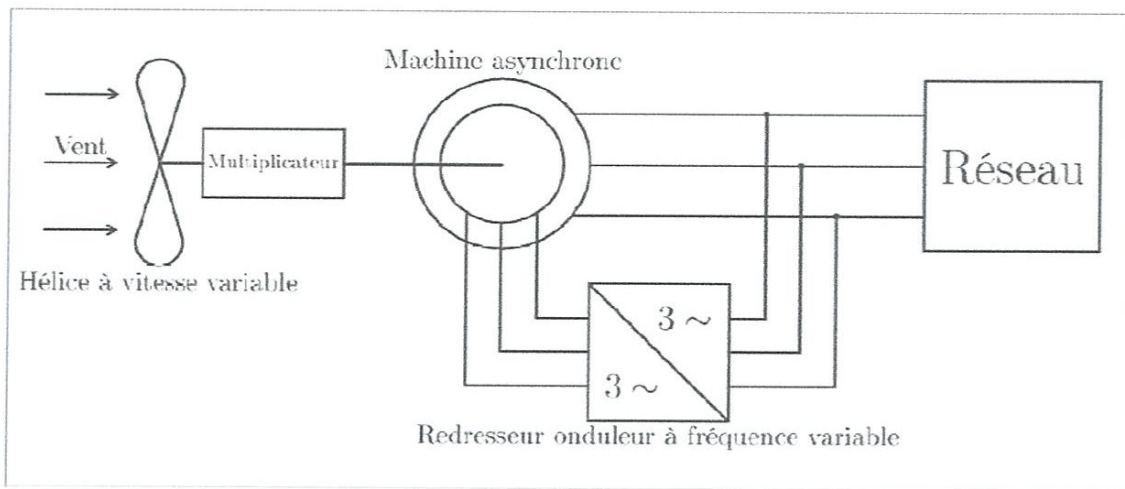 Machine asynchrone
Vent
Multiplicateur
Réseau
Hélice à vitesse variable
3 ~
3 ~
Redresseur onduleur à fréquence variable